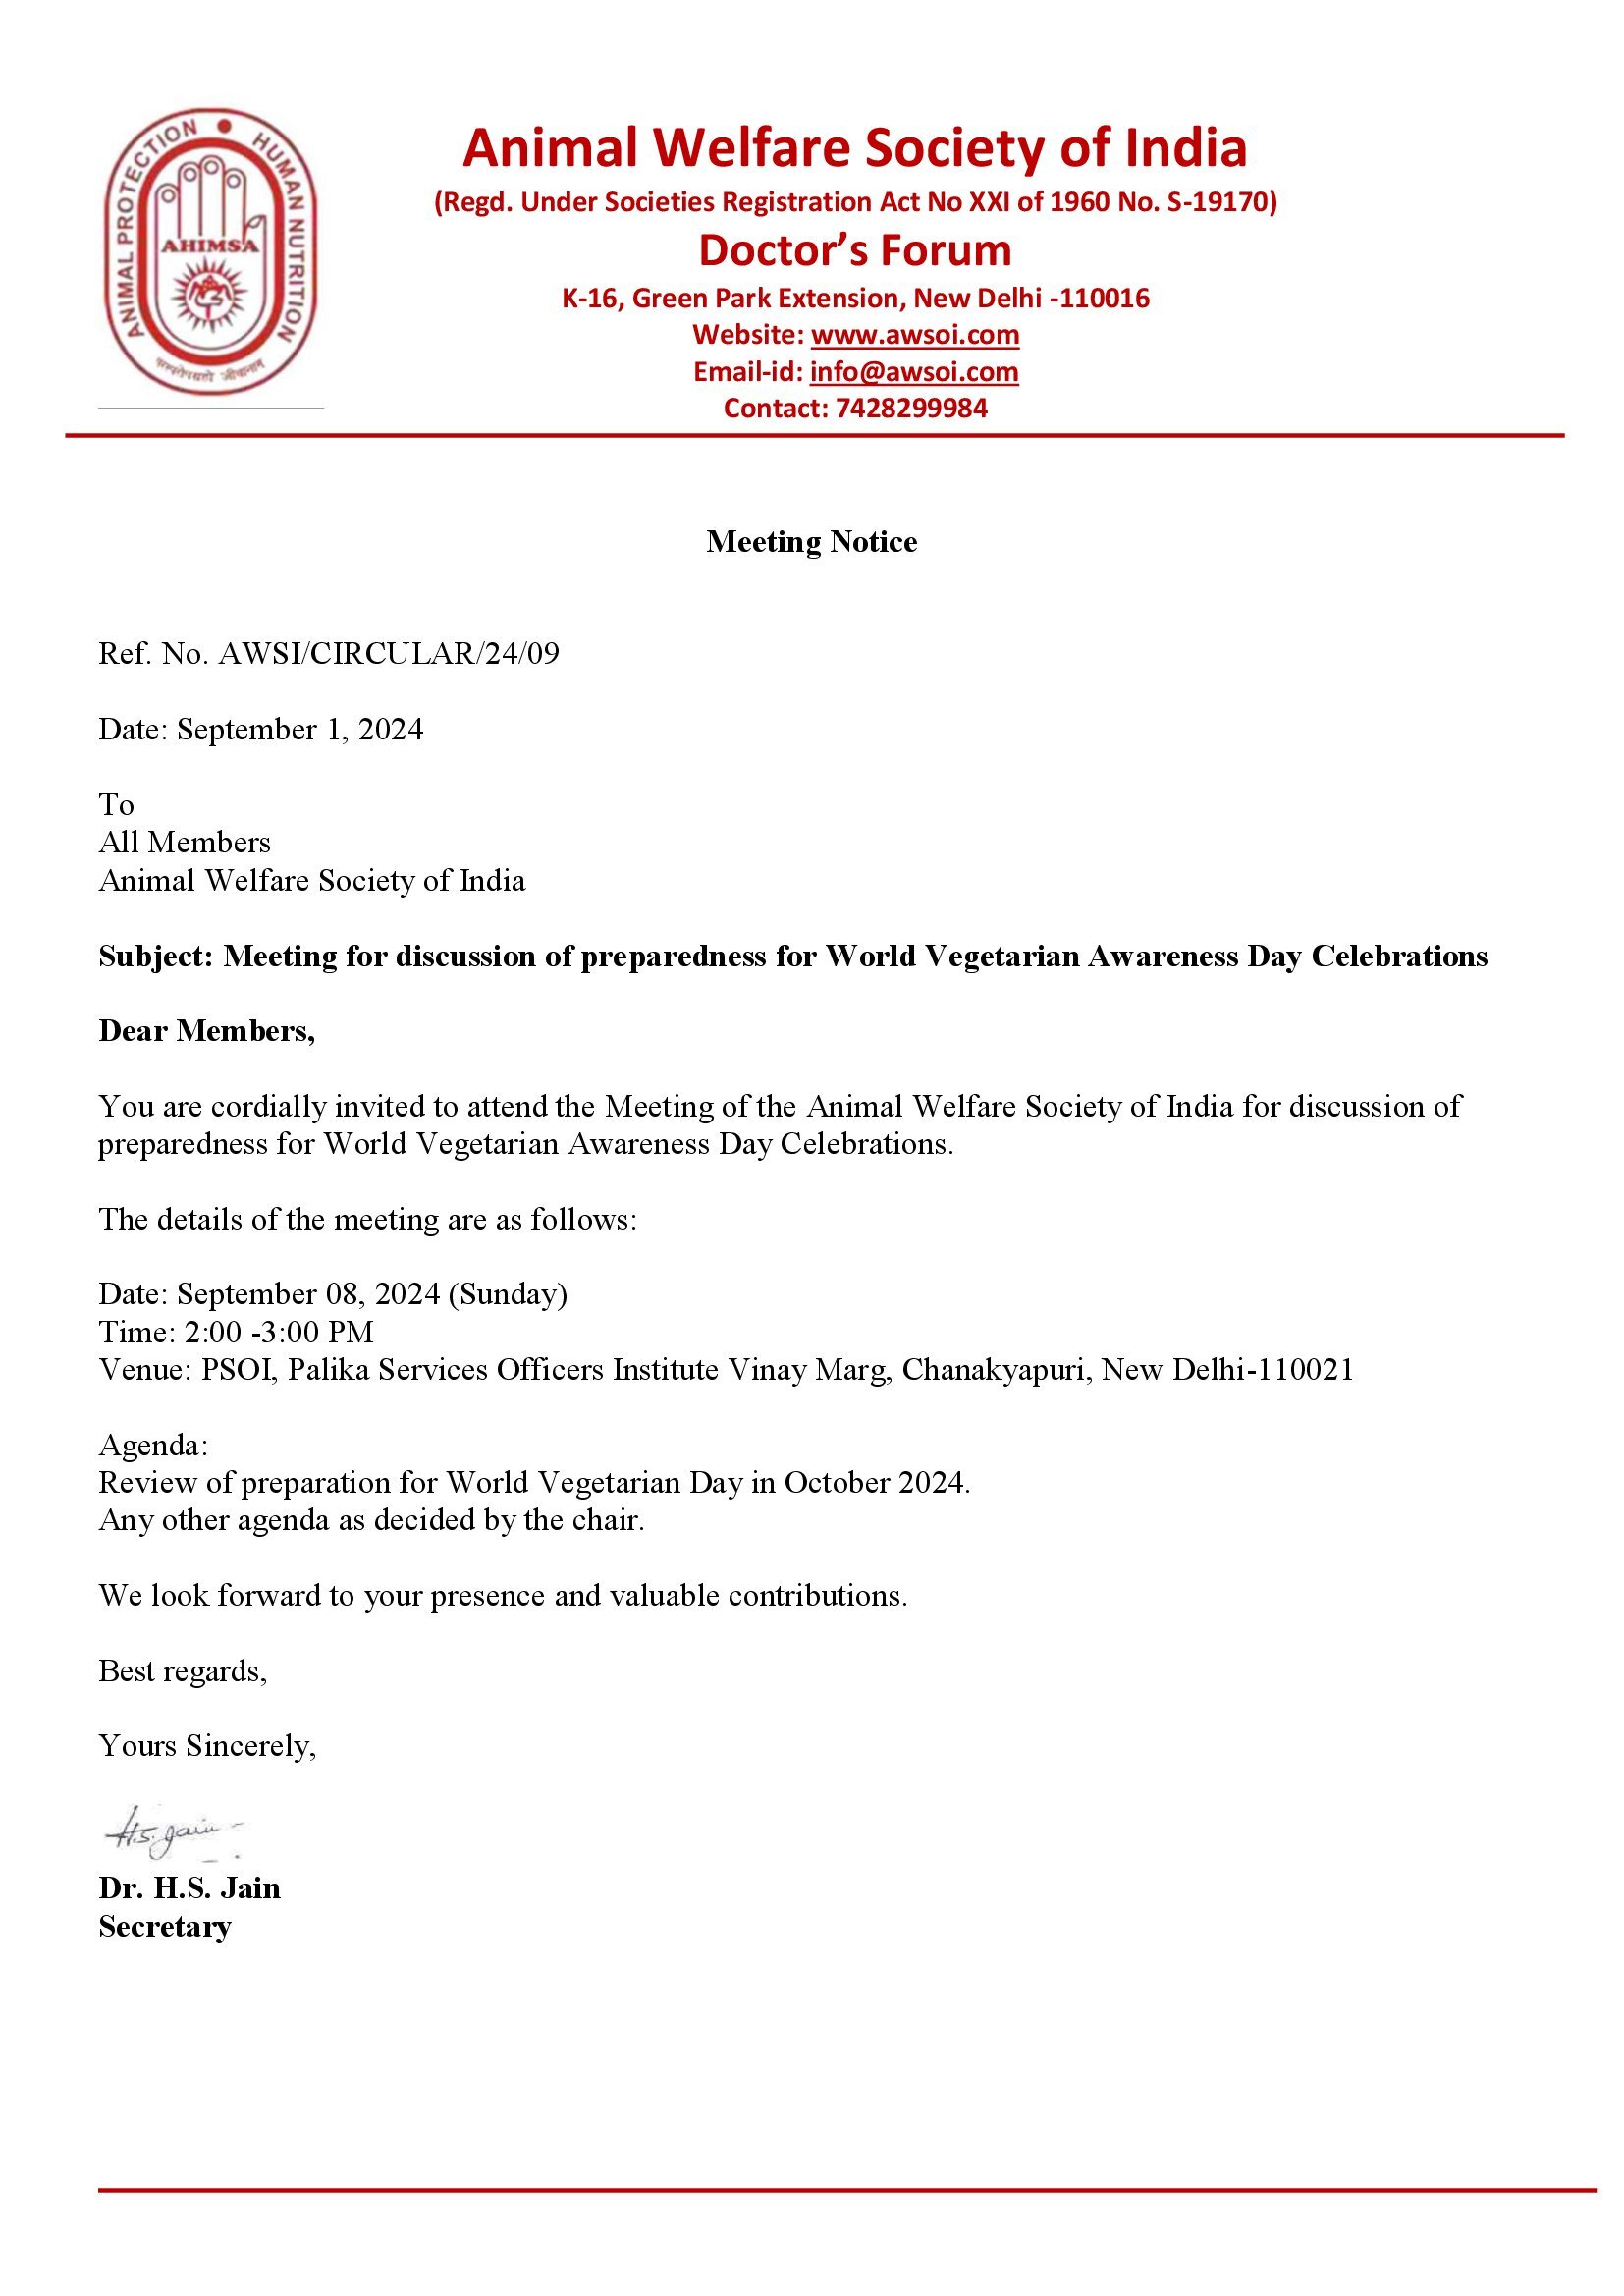 ANIMAL PROTECTION • HUMAN NUTRITION
AHIMSA
परस्परोपग्रहो जीवानाम्
Animal Welfare Society of India
(Regd. Under Societies Registration Act No XXI of 1960 No. S-19170)
Doctor’s Forum
K-16, Green Park Extension, New Delhi -110016
Website: www.awsoi.com
Email-id: info@awsoi.com
Contact: 7428299984
Meeting Notice
Ref. No. AWSI/CIRCULAR/24/09
Date: September 1, 2024
To
All Members
Animal Welfare Society of India
Subject: Meeting for discussion of preparedness for World Vegetarian Awareness Day Celebrations
Dear Members,
You are cordially invited to attend the Meeting of the Animal Welfare Society of India for discussion of
preparedness for World Vegetarian Awareness Day Celebrations.
The details of the meeting are as follows:
Date: September 08, 2024 (Sunday)
Time: 2:00 -3:00 PM
Venue: PSOI, Palika Services Officers Institute Vinay Marg, Chanakyapuri, New Delhi-110021
Agenda:
Review of preparation for World Vegetarian Day in October 2024.
Any other agenda as decided by the chair.
We look forward to your presence and valuable contributions.
Best regards,
Yours Sincerely,
H.S. Jain
Dr. H.S. Jain
Secretary